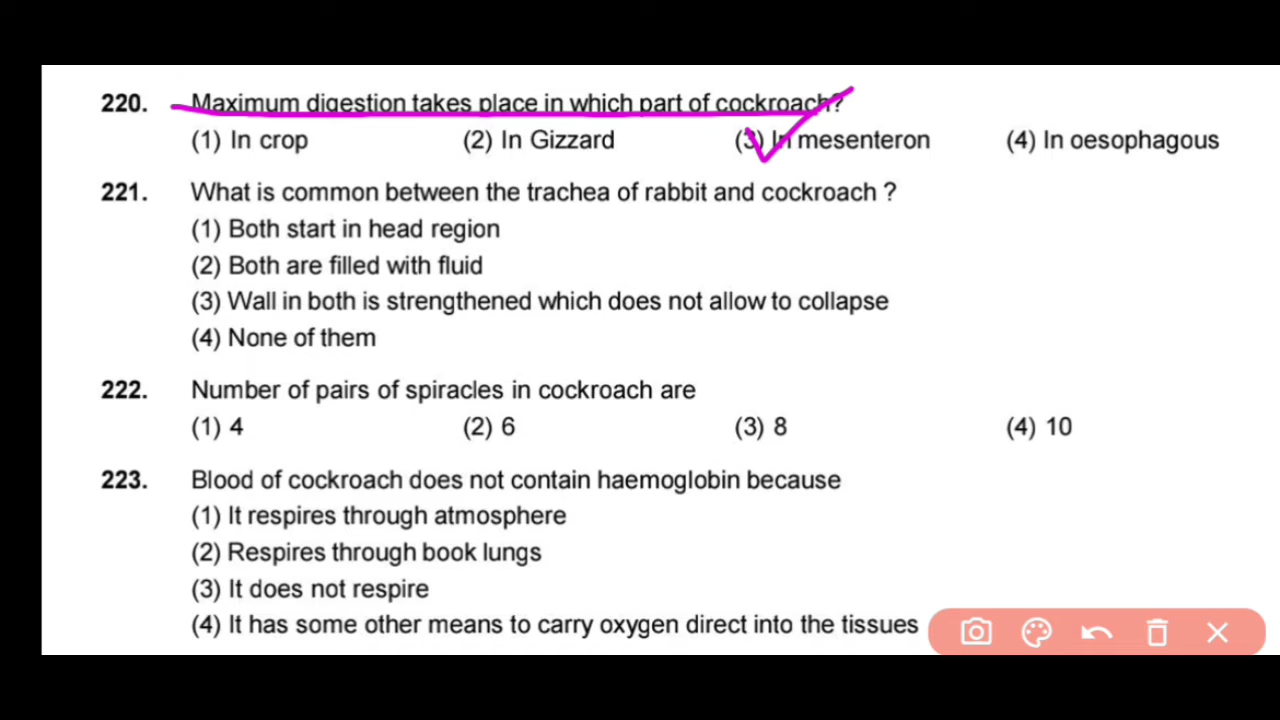 220. Maximum digestion takes place in which part of cockroach?
(1) In crop (2) In Gizzard (3) In mesenteron (4) In oesophagous
221. What is common between the trachea of rabbit and cockroach ?
(1) Both start in head region
(2) Both are filled with fluid
(3) Wall in both is strengthened which does not allow to collapse
(4) None of them
222. Number of pairs of spiracles in cockroach are
(1) 4 (2) 6 (3) 8 (4) 10
223. Blood of cockroach does not contain haemoglobin because
(1) It respires through atmosphere
(2) Respires through book lungs
(3) It does not respire
(4) It has some other means to carry oxygen direct into the tissues